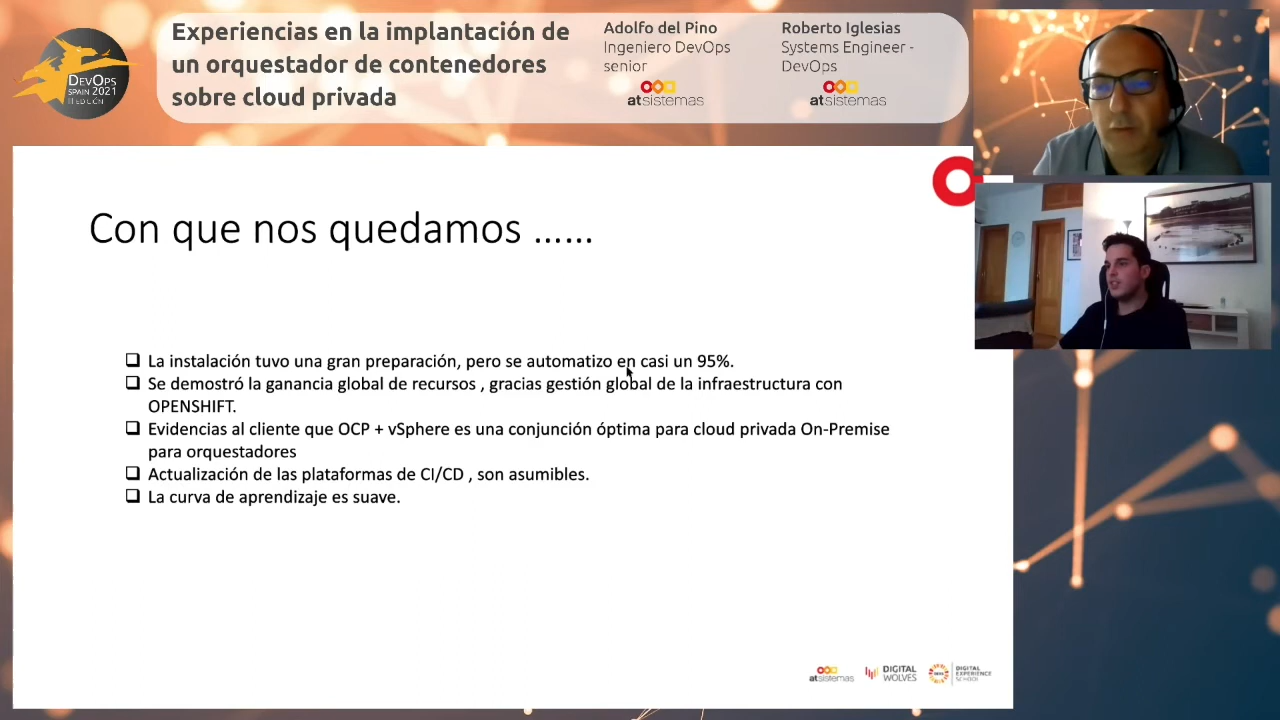 DEVOPS
SPAIN 2021
III EDICIÓN
Experiencias en la implantación de
un orquestador de contenedores
sobre cloud privada
Adolfo del Pino
Ingeniero DevOps
senior
atsistemas
Roberto Iglesias
Systems Engineer -
DevOps
atsistemas
Con que nos quedamos ......
La instalación tuvo una gran preparación, pero se automatizo en casi un 95%.
Se demostró la ganancia global de recursos , gracias gestión global de la infraestructura con
OPENSHIFT.
Evidencias al cliente que OCP + vSphere es una conjunción óptima para cloud privada On-Premise
para orquestadores
Actualización de las plataformas de CI/CD , son asumibles.
La curva de aprendizaje es suave.
atsistemas
DIGITAL
WOLVES
DIGITAL
EXPERIENCE
SCHOOL